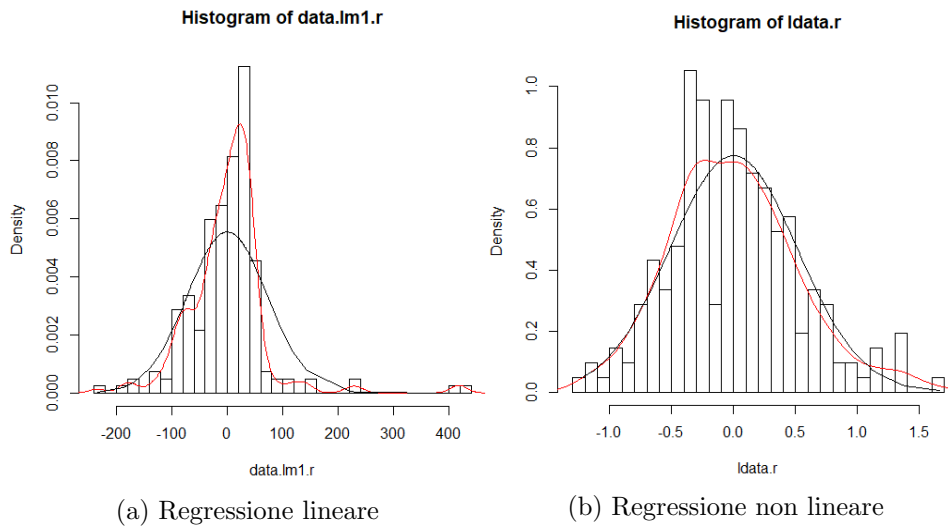 Histogram of data.lm1.r
Density
0.000
0.002
0.004
0.006
0.008
0.010
-200 -100 0 100 200 300 400
data.lm1.r
(a) Regressione lineare
Histogram of ldata.r
Density
0.0
0.2
0.4
0.6
0.8
1.0
-1.0 -0.5 0.0 0.5 1.0 1.5
ldata.r
(b) Regressione non lineare